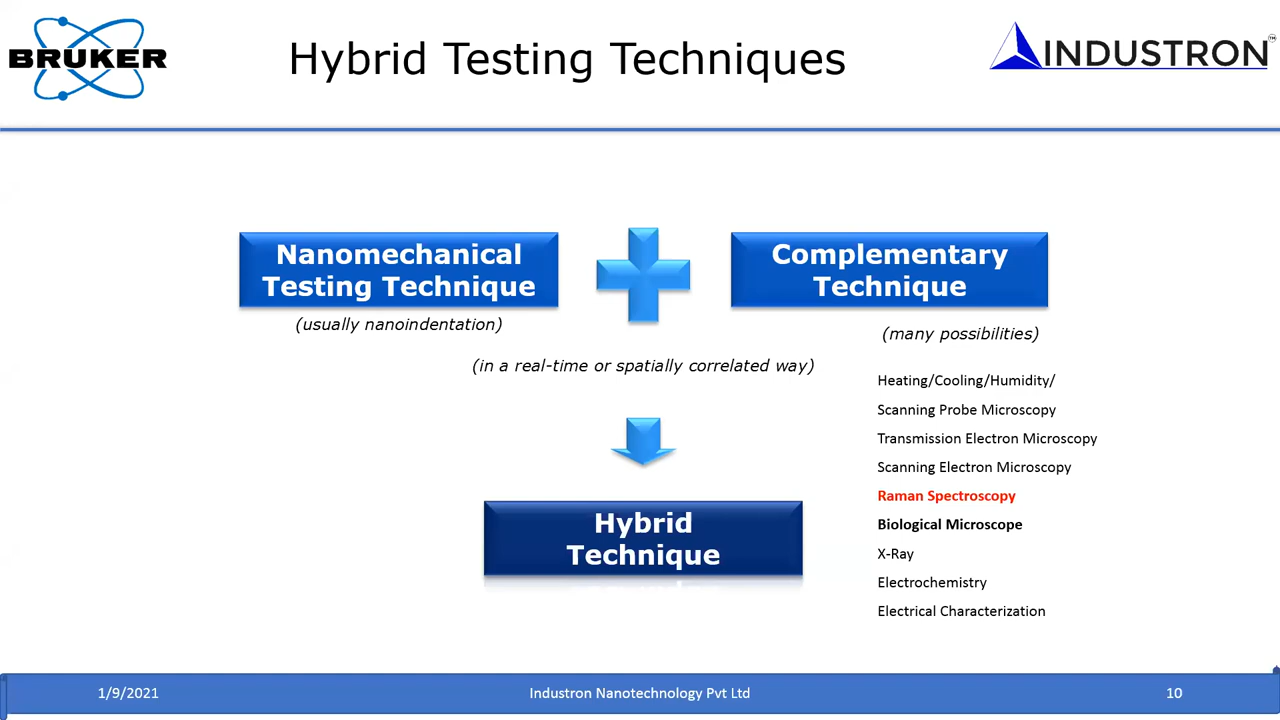 BRUKER
Hybrid Testing Techniques
INDUSTRON™
Nanomechanical
Testing Technique
(usually nanoindentation)
Complementary
Technique
(many possibilities)
(in a real-time or spatially correlated way)
Heating/Cooling/Humidity/
Scanning Probe Microscopy
Transmission Electron Microscopy
Scanning Electron Microscopy
Raman Spectroscopy
Biological Microscope
X-Ray
Electrochemistry
Electrical Characterization
Hybrid
Technique
1/9/2021
Industron Nanotechnology Pvt Ltd
10